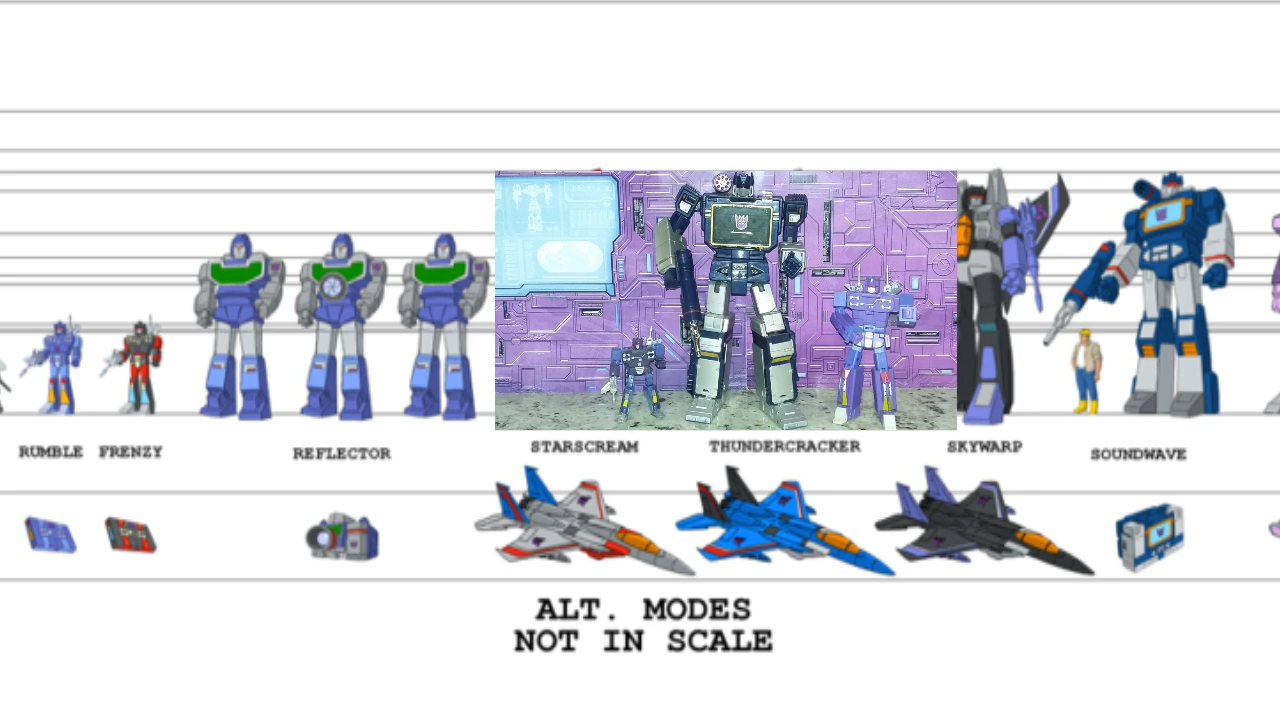 RUMBLE FRENZY REFLECTOR STARSCREAM THUNDERCRACKER SKYWARP SOUNDWAVE
ALT. MODES
NOT IN SCALE